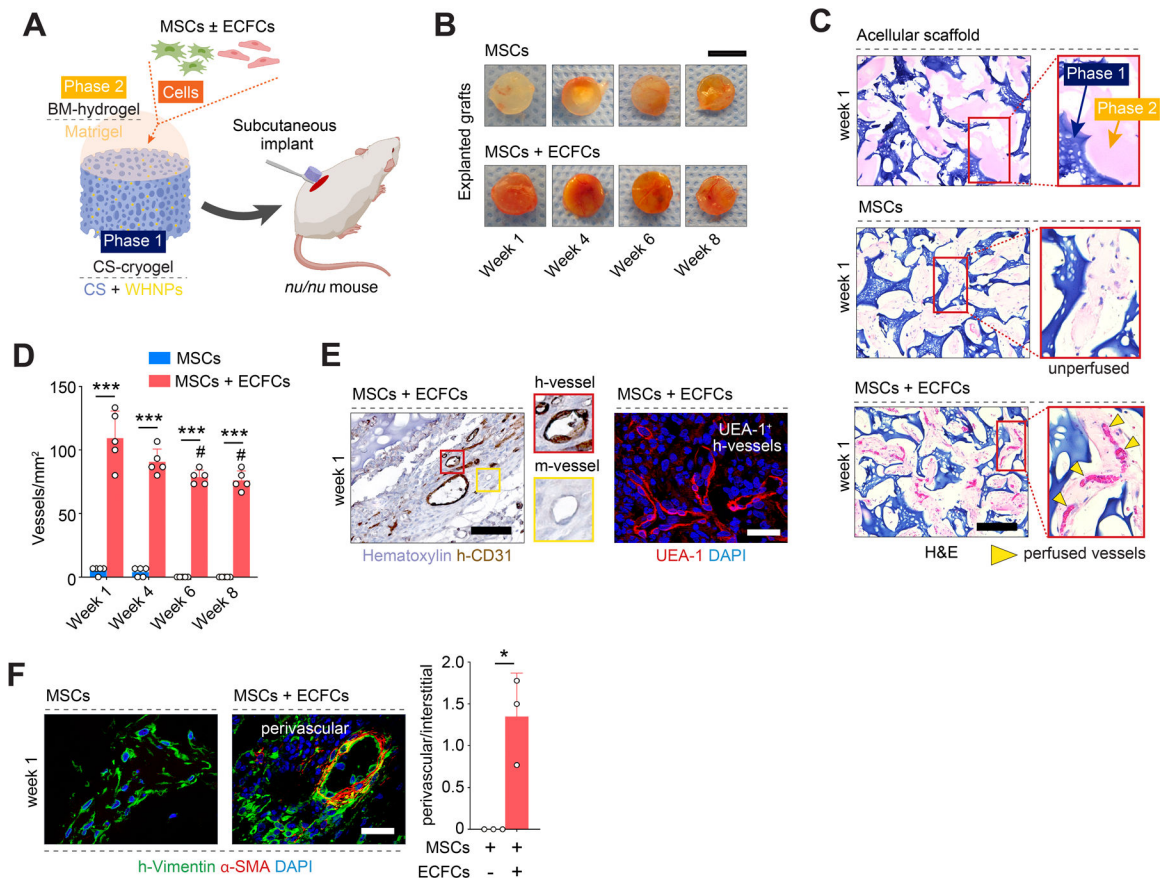 A
MSCs ± ECFCs
Phase 2
Cells
BM-hydrogel
Matrigel
Subcutaneous
implant
Phase 1
CS-cryogel
CS + WHNPs
nu/nu mouse
B
MSCs
Explanted grafts
MSCs + ECFCs
Week 1
Week 4
Week 6
Week 8
C
Acellular scaffold
week 1
Phase 1
Phase 2
MSCs
week 1
unperfused
MSCs + ECFCs
week 1
H&E
perfused vessels
D
MSCs
MSCs + ECFCs
Vessels/mm²
150
100
50
0
***
***
***
#
***
#
Week 1
Week 4
Week 6
Week 8
E
MSCs + ECFCs
week 1
Hematoxylin h-CD31
h-vessel
m-vessel
MSCs + ECFCs
UEA-1⁺
h-vessels
UEA-1 DAPI
F
MSCs
MSCs + ECFCs
week 1
perivascular
h-Vimentin α-SMA DAPI
perivascular/interstitial
2.0
1.5
1.0
0.5
0
*
MSCs + +
ECFCs - +